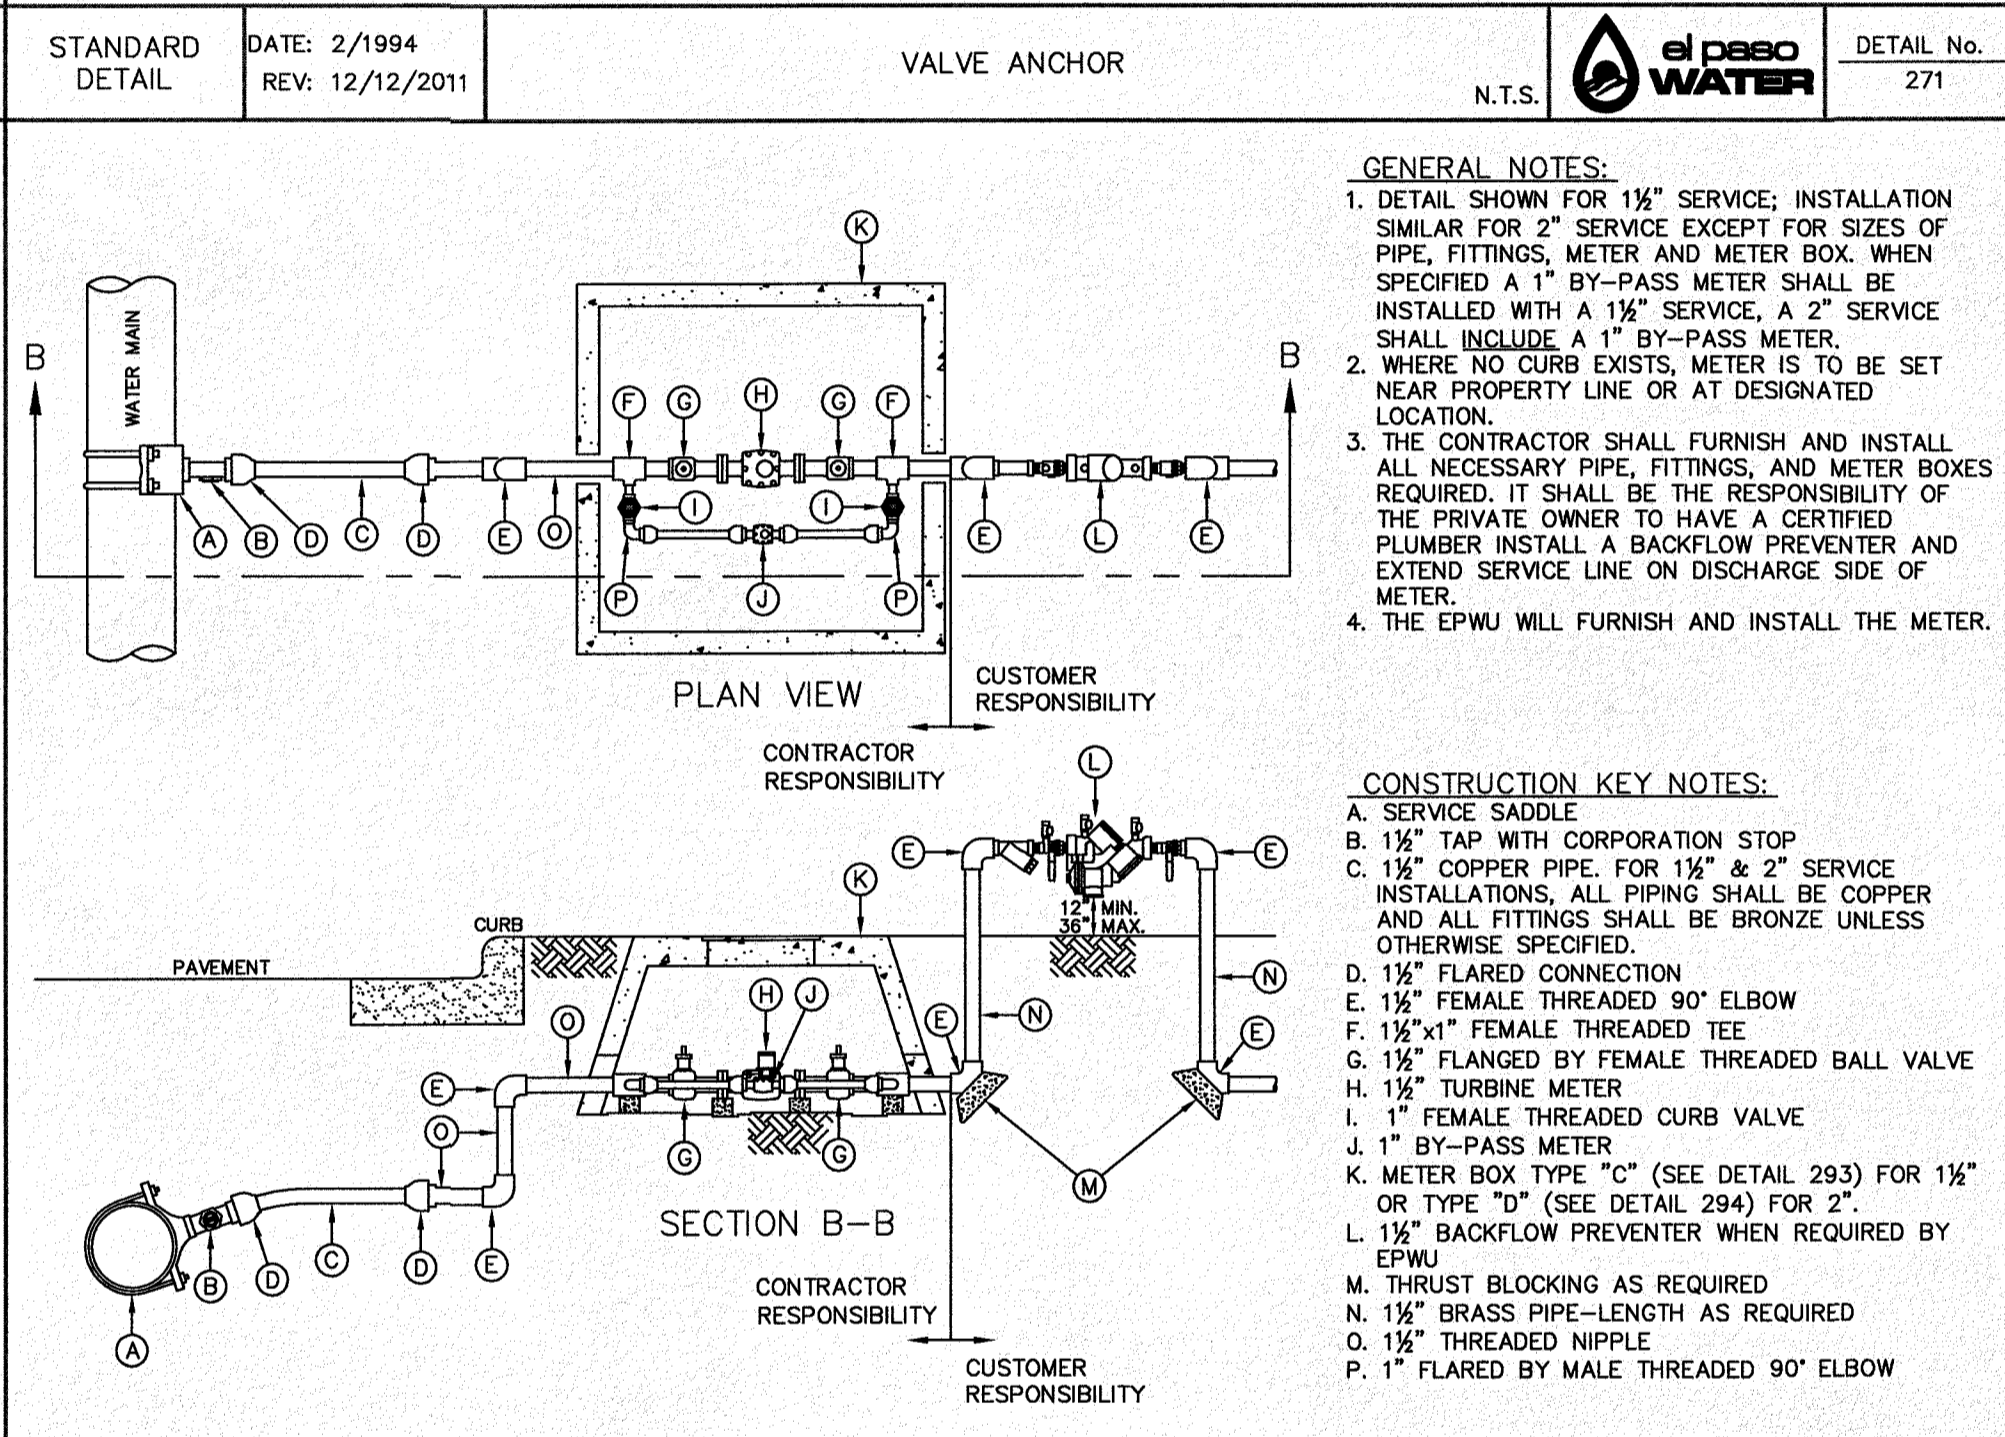 STANDARD
DETAIL
DATE: 2/1994
REV: 12/12/2011
VALVE ANCHOR
N.T.S.
el paso
WATER
DETAIL No.
271
K
WATER MAIN
B
B
F
G
H
G
F
I
I
A
B
D
C
D
E
O
E
L
E
P
J
P
PLAN VIEW
CUSTOMER
RESPONSIBILITY
CONTRACTOR
RESPONSIBILITY
L
E
E
K
12" MIN.
36" MAX.
CURB
PAVEMENT
H
J
N
O
E
N
E
E
O
G
G
M
SECTION B-B
B
D
C
D
E
A
CONTRACTOR
RESPONSIBILITY
CUSTOMER
RESPONSIBILITY
GENERAL NOTES:
1. DETAIL SHOWN FOR 1½" SERVICE; INSTALLATION
SIMILAR FOR 2" SERVICE EXCEPT FOR SIZES OF
PIPE, FITTINGS, METER AND METER BOX. WHEN
SPECIFIED A 1" BY-PASS METER SHALL BE
INSTALLED WITH A 1½" SERVICE, A 2" SERVICE
SHALL INCLUDE A 1" BY-PASS METER.
2. WHERE NO CURB EXISTS, METER IS TO BE SET
NEAR PROPERTY LINE OR AT DESIGNATED
LOCATION.
3. THE CONTRACTOR SHALL FURNISH AND INSTALL
ALL NECESSARY PIPE, FITTINGS, AND METER BOXES
REQUIRED. IT SHALL BE THE RESPONSIBILITY OF
THE PRIVATE OWNER TO HAVE A CERTIFIED
PLUMBER INSTALL A BACKFLOW PREVENTER AND
EXTEND SERVICE LINE ON DISCHARGE SIDE OF
METER.
4. THE EPWU WILL FURNISH AND INSTALL THE METER.
CONSTRUCTION KEY NOTES:
A. SERVICE SADDLE
B. 1½" TAP WITH CORPORATION STOP
C. 1½" COPPER PIPE. FOR 1½" & 2" SERVICE
INSTALLATIONS, ALL PIPING SHALL BE COPPER
AND ALL FITTINGS SHALL BE BRONZE UNLESS
OTHERWISE SPECIFIED.
D. 1½" FLARED CONNECTION
E. 1½" FEMALE THREADED 90° ELBOW
F. 1½"x1" FEMALE THREADED TEE
G. 1½" FLANGED BY FEMALE THREADED BALL VALVE
H. 1½" TURBINE METER
I. 1" FEMALE THREADED CURB VALVE
J. 1" BY-PASS METER
K. METER BOX TYPE "C" (SEE DETAIL 293) FOR 1½"
OR TYPE "D" (SEE DETAIL 294) FOR 2".
L. 1½" BACKFLOW PREVENTER WHEN REQUIRED BY
EPWU
M. THRUST BLOCKING AS REQUIRED
N. 1½" BRASS PIPE-LENGTH AS REQUIRED
O. 1½" THREADED NIPPLE
P. 1" FLARED BY MALE THREADED 90° ELBOW